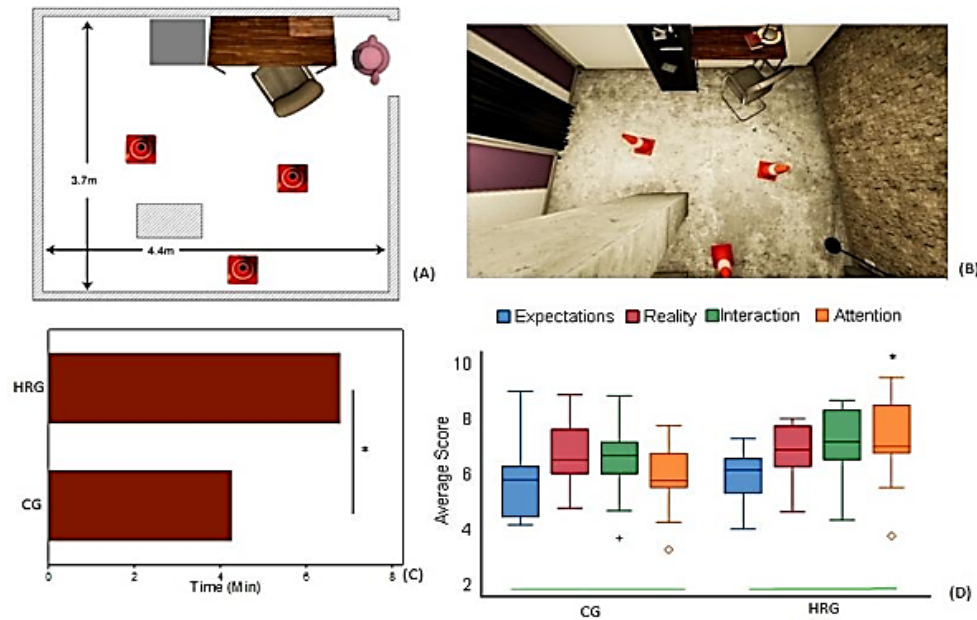 3.7m
4.4m
(A)
(B)
HRG
CG
*
0 2 4 6 8
Time (Min)
(C)
Expectations Reality Interaction Attention
Average Score
10
8
6
4
2
*
+
CG HRG
(D)